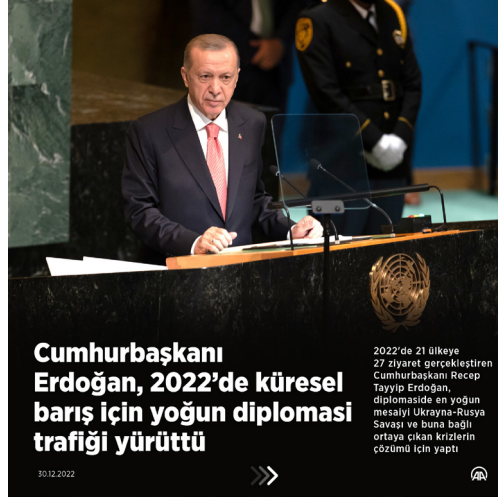 Cumhurbaşkanı
Erdoğan, 2022’de küresel
barış için yoğun diplomasi
trafiği yürüttü
30.12.2022
2022'de 21 ülkeye
27 ziyaret gerçekleştiren
Cumhurbaşkanı Recep
Tayyip Erdoğan,
diplomaside en yoğun
mesaiyi Ukrayna-Rusya
Savaşı ve buna bağlı
ortaya çıkan krizlerin
çözümü için yaptı
AA